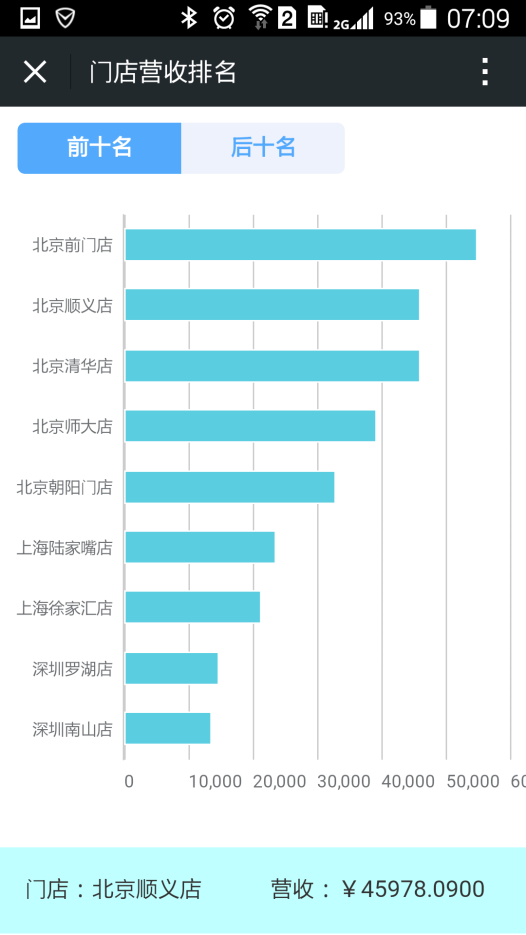 2 2G 93% 07:09
门店营收排名
前十名 后十名
北京前门店
北京顺义店
北京清华店
北京师大店
北京朝阳门店
上海陆家嘴店
上海徐家汇店
深圳罗湖店
深圳南山店
0 10,000 20,000 30,000 40,000 50,000 60
门店：北京顺义店 营收：￥45978.0900